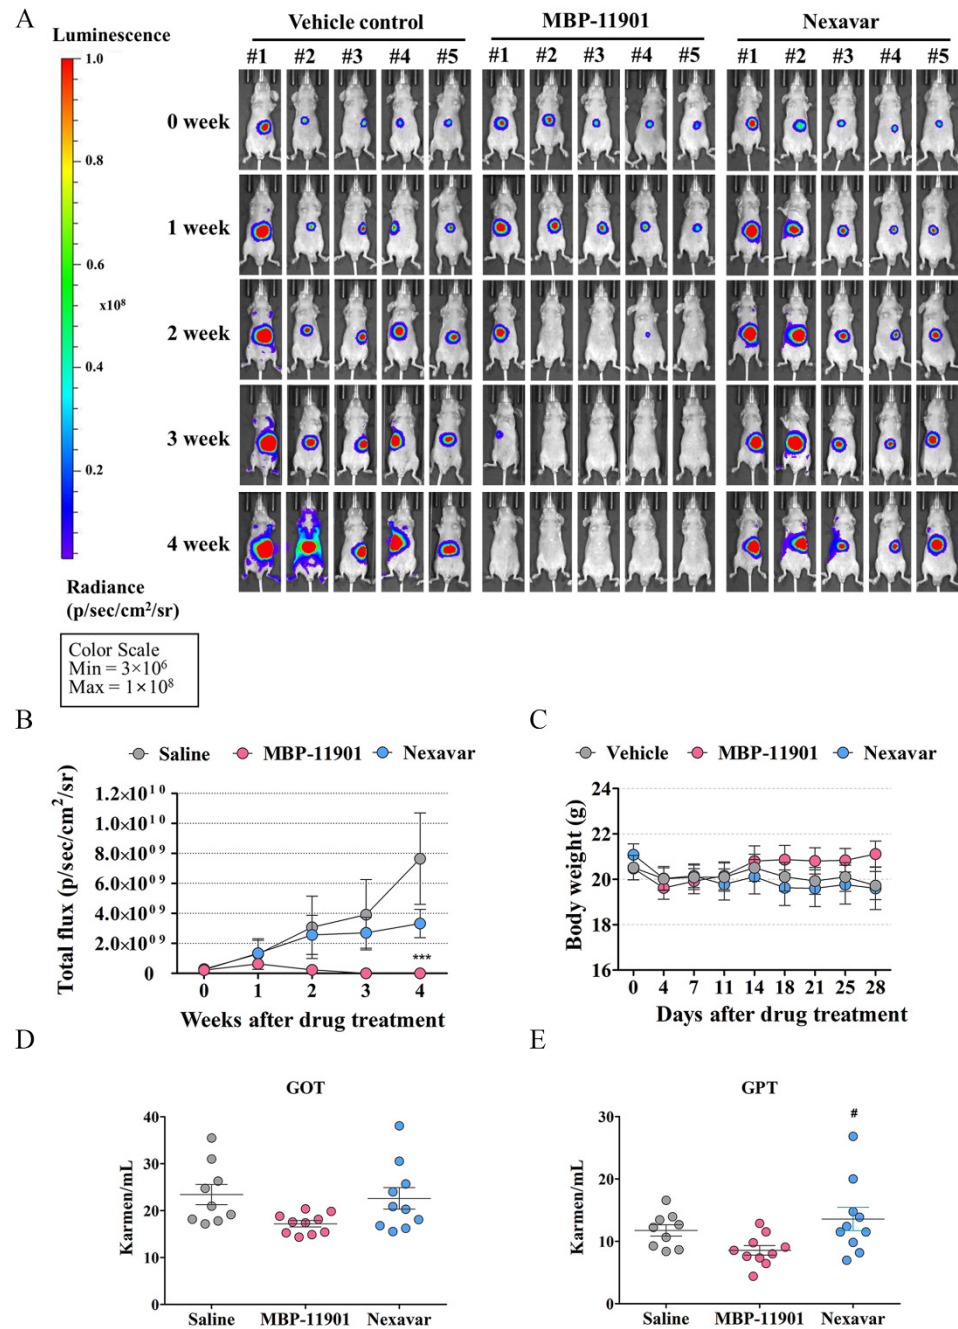 A
Luminescence
Vehicle control MBP-11901 Nexavar
#1 #2 #3 #4 #5 #1 #2 #3 #4 #5 #1 #2 #3 #4 #5
1.0
0 week
0.8
1 week
0.6
x10⁸
2 week
0.4
3 week
0.2
4 week
Radiance
(p/sec/cm²/sr)
Color Scale
Min = 3×10⁶
Max = 1×10⁸
B
Saline MBP-11901 Nexavar
Total flux (p/sec/cm²/sr)
1.2×10¹⁰
1.0×10¹⁰
8.0×10⁰⁹
6.0×10⁰⁹
4.0×10⁰⁹
2.0×10⁰⁹
0
***
0 1 2 3 4
Weeks after drug treatment
C
Vehicle MBP-11901 Nexavar
Body weight (g)
24
22
20
18
16
0 4 7 11 14 18 21 25 28
Days after drug treatment
D
GOT
Karmen/mL
40
30
20
10
0
Saline MBP-11901 Nexavar
E
GPT
#
Karmen/mL
30
20
10
0
Saline MBP-11901 Nexavar